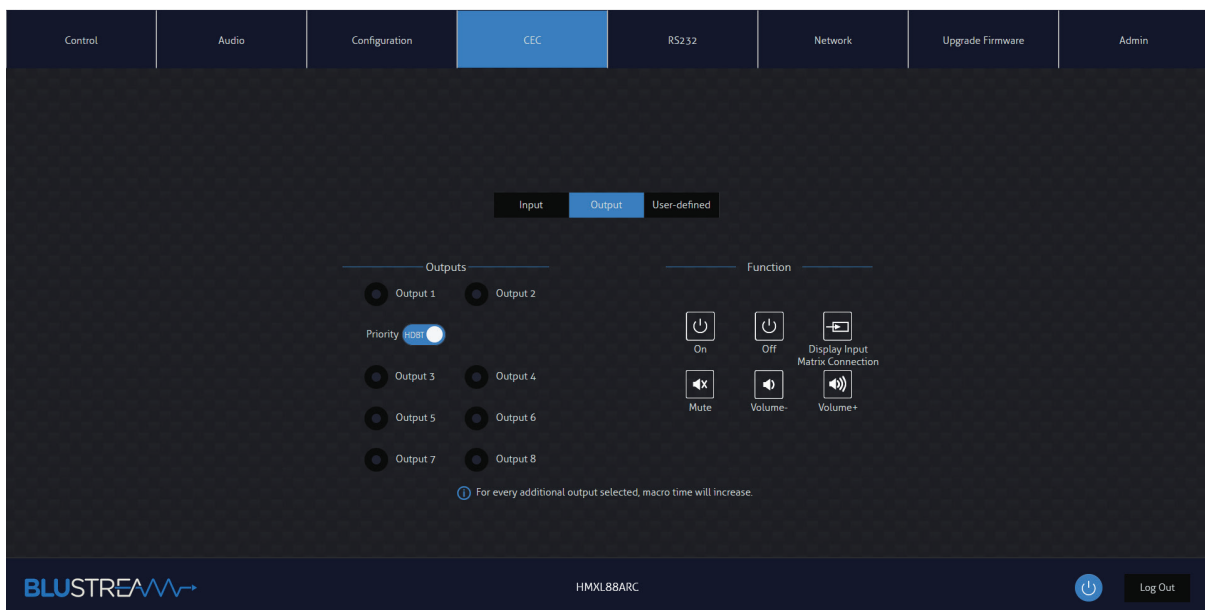 Control Audio Configuration CEC RS232 Network Upgrade Firmware Admin
Input Output User-defined
Outputs Function
Output 1 Output 2
Priority HDBT
On Off Display Input
Matrix Connection
Output 3 Output 4
Mute Volume- Volume+
Output 5 Output 6
Output 7 Output 8
For every additional output selected, macro time will increase.
BLUSTREAM HMXL88ARC Log Out